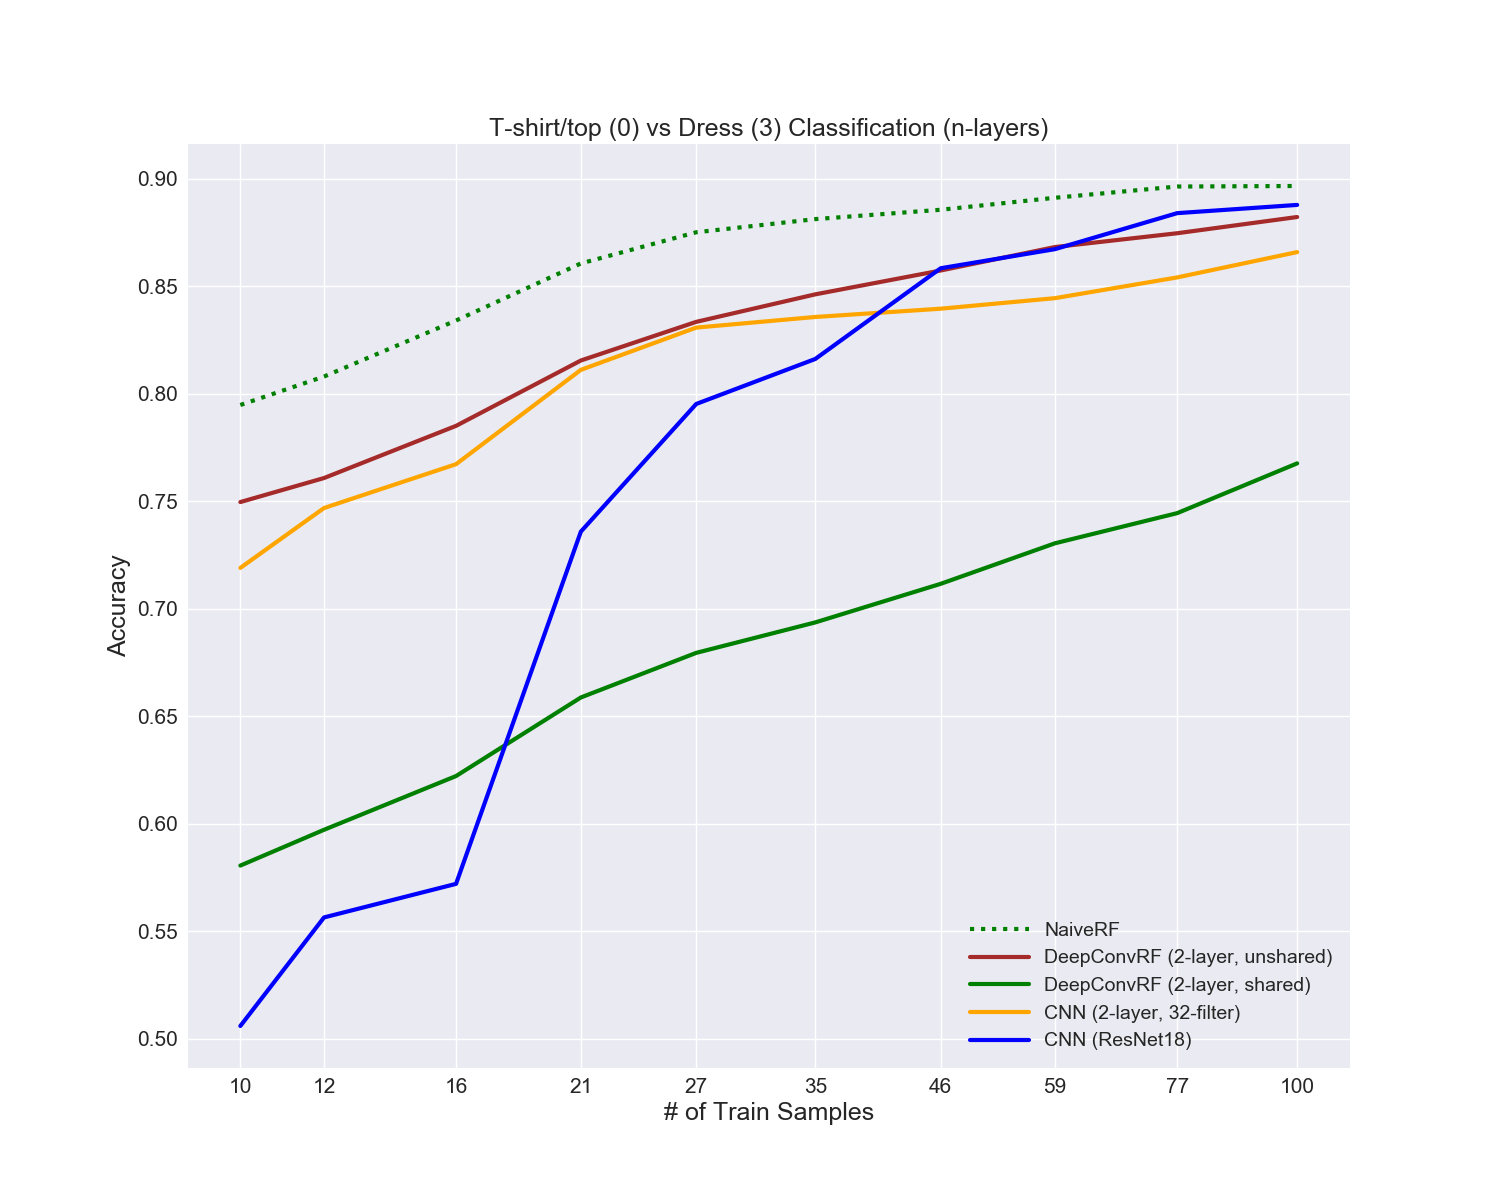 T-shirt/top (0) vs Dress (3) Classification (n-layers)
0.90
0.85
0.80
0.75
0.70
0.65
0.60
0.55
0.50
Accuracy
NaiveRF
DeepConvRF (2-layer, unshared)
DeepConvRF (2-layer, shared)
CNN (2-layer, 32-filter)
CNN (ResNet18)
10 12 16 21 27 35 46 59 77 100
# of Train Samples